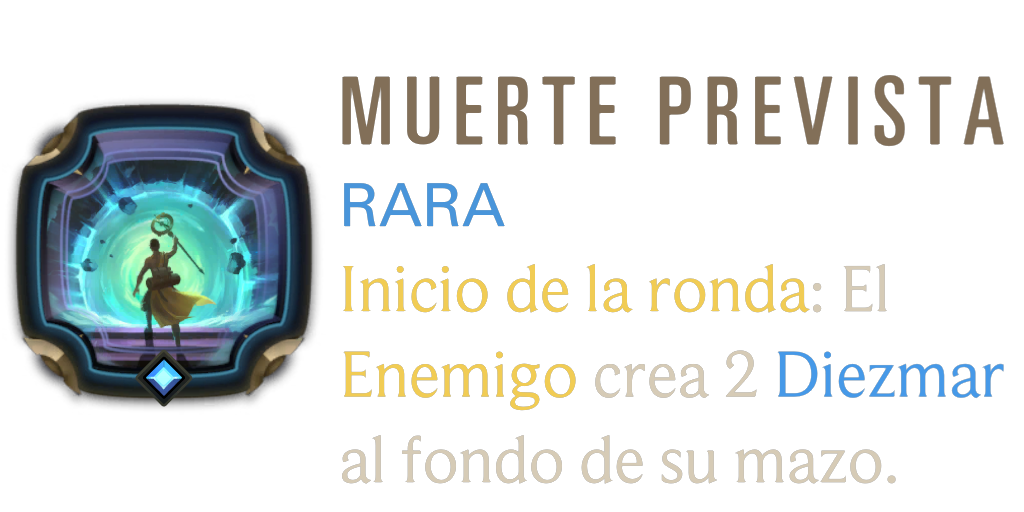 MUERTE PREVISTA
RARA
Inicio de la ronda: El
Enemigo crea 2 Diezmar
al fondo de su mazo.